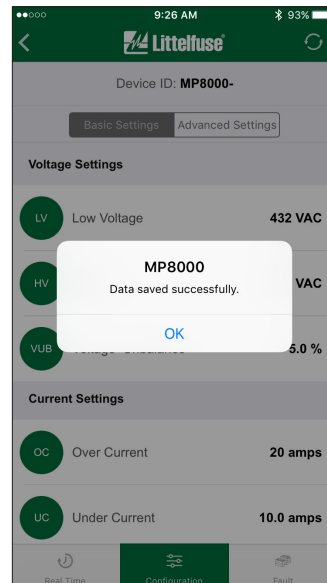 9:26 AM
93%
Littelfuse®
Device ID: MP8000-
Basic Settings
Advanced Settings
Voltage Settings
LV
Low Voltage
432 VAC
HV
VAC
MP8000
Data saved successfully.
OK
VUB
Voltage Unbalance
5.0 %
Current Settings
OC
Over Current
20 amps
UC
Under Current
10.0 amps
Real Time
Configuration
Fault